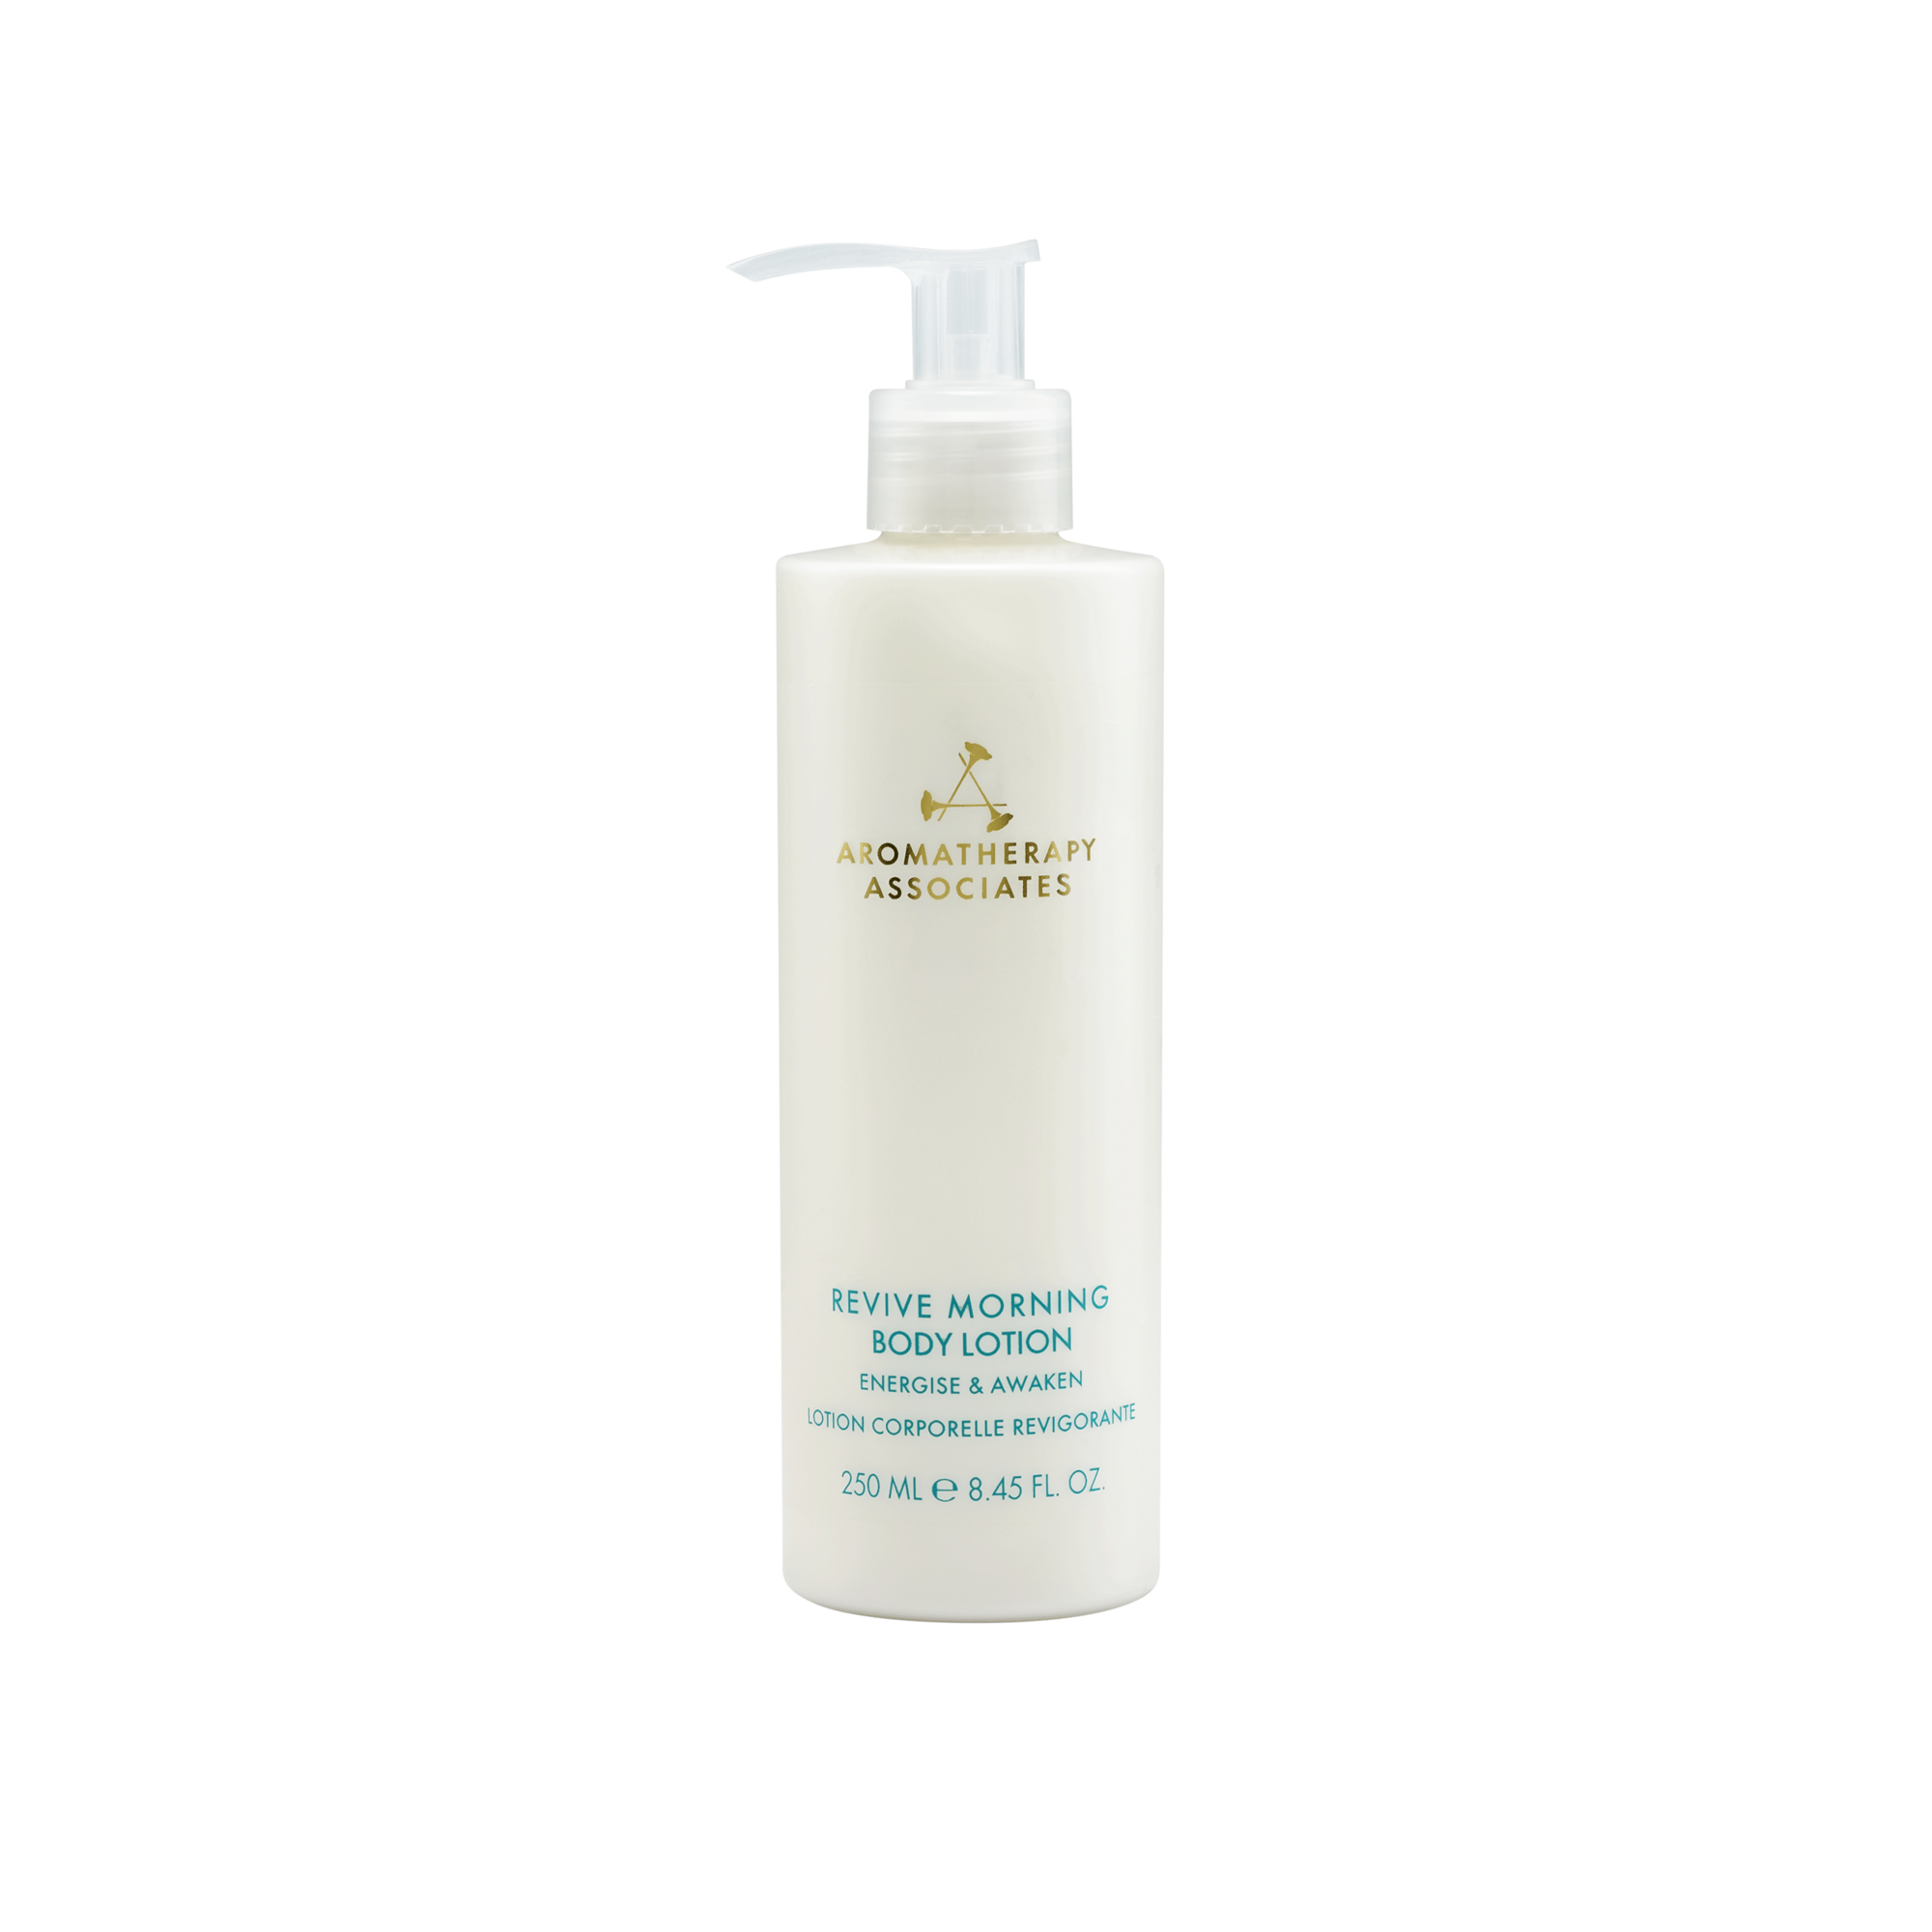 AROMATHERAPY
ASSOCIATES
REVIVE MORNING
BODY LOTION
ENERGISE & AWAKEN
LOTION CORPORELLE REVIGORANTE
250 ML ℮ 8.45 FL. OZ.